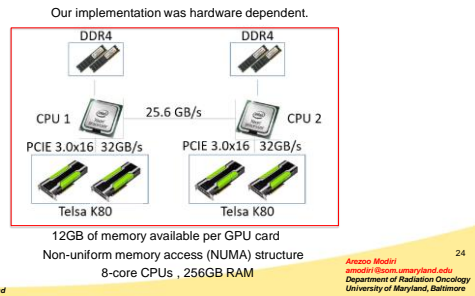 Our implementation was hardware dependent.
DDR4 DDR4
CPU 1 25.6 GB/s CPU 2
PCIE 3.0x16 32GB/s PCIE 3.0x16 32GB/s
Telsa K80 Telsa K80
12GB of memory available per GPU card
Non-uniform memory access (NUMA) structure
8-core CPUs , 256GB RAM
24
Arezoo Modiri
amodiri@som.umaryland.edu
Department of Radiation Oncology
University of Maryland, Baltimore